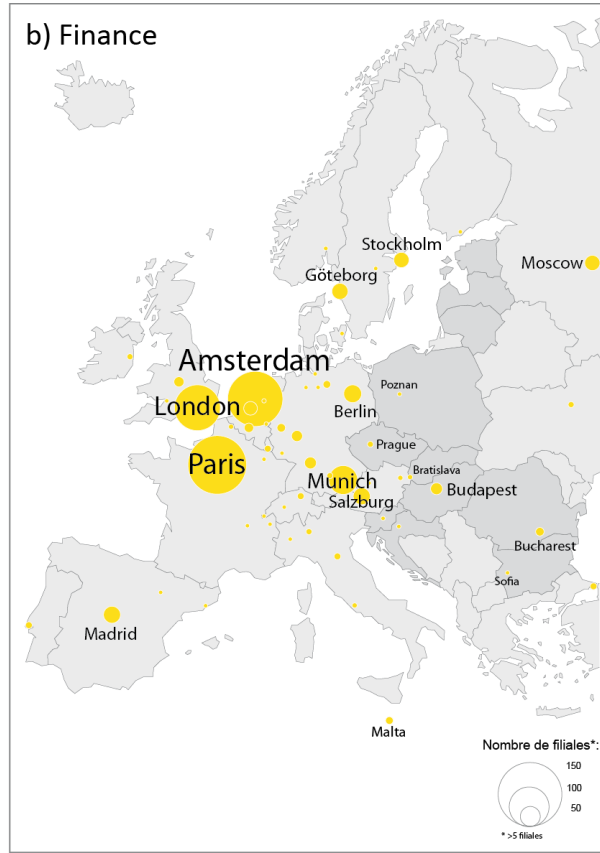 b) Finance
Stockholm
Moscow
Göteborg
Amsterdam
London
Berlin
Poznan
Prague
Paris
Munich
Bratislava
Salzburg
Budapest
Bucharest
Sofia
Madrid
Malta
Nombre de filiales*:
150
100
50
* >5 filiales